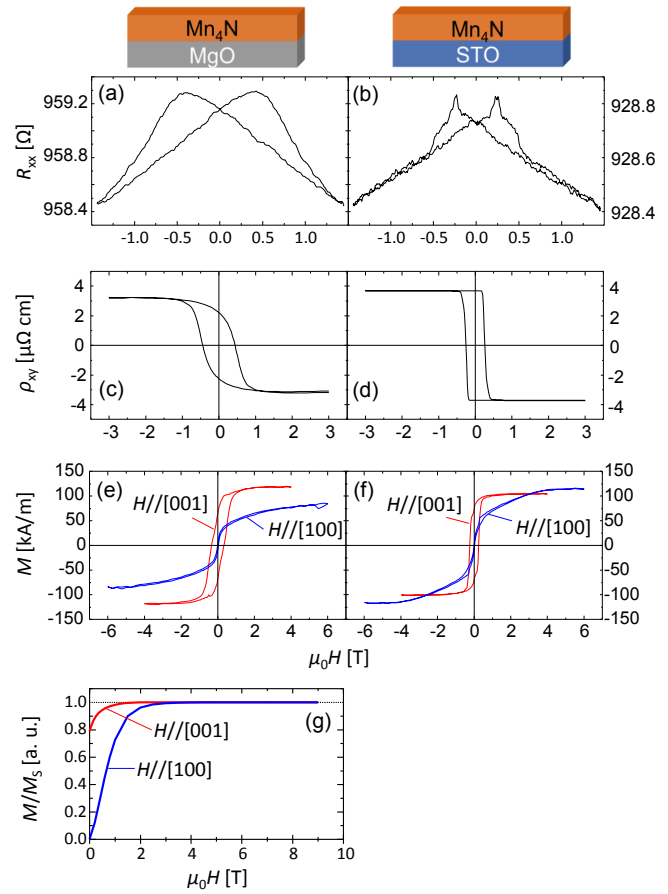 Mn₄N Mn₄N
MgO STO
(a) (b)
959.2 928.8
Rₓₓ [Ω]
958.8 928.6
958.4 928.4
-1.0 -0.5 0.0 0.5 1.0 -1.0 -0.5 0.0 0.5 1.0
4 4
2 2
ρₓᵧ [μΩ cm]
0 0
-2 -2
(c) (d)
-4 -4
-3 -2 -1 0 1 2 3 -3 -2 -1 0 1 2 3
150 150
(e) (f)
100 H//[001] H//[001] 100
50 50
M [kA/m]
H//[100] H//[100]
0 0
-50 -50
-100 -100
-150 -150
-6 -4 -2 0 2 4 6 -6 -4 -2 0 2 4 6
μ₀H [T]
1.0 (g)
H//[001]
0.8
M/Mₛ [a. u.]
0.6
H//[100]
0.4
0.2
0.0
0 2 4 6 8 10
μ₀H [T]